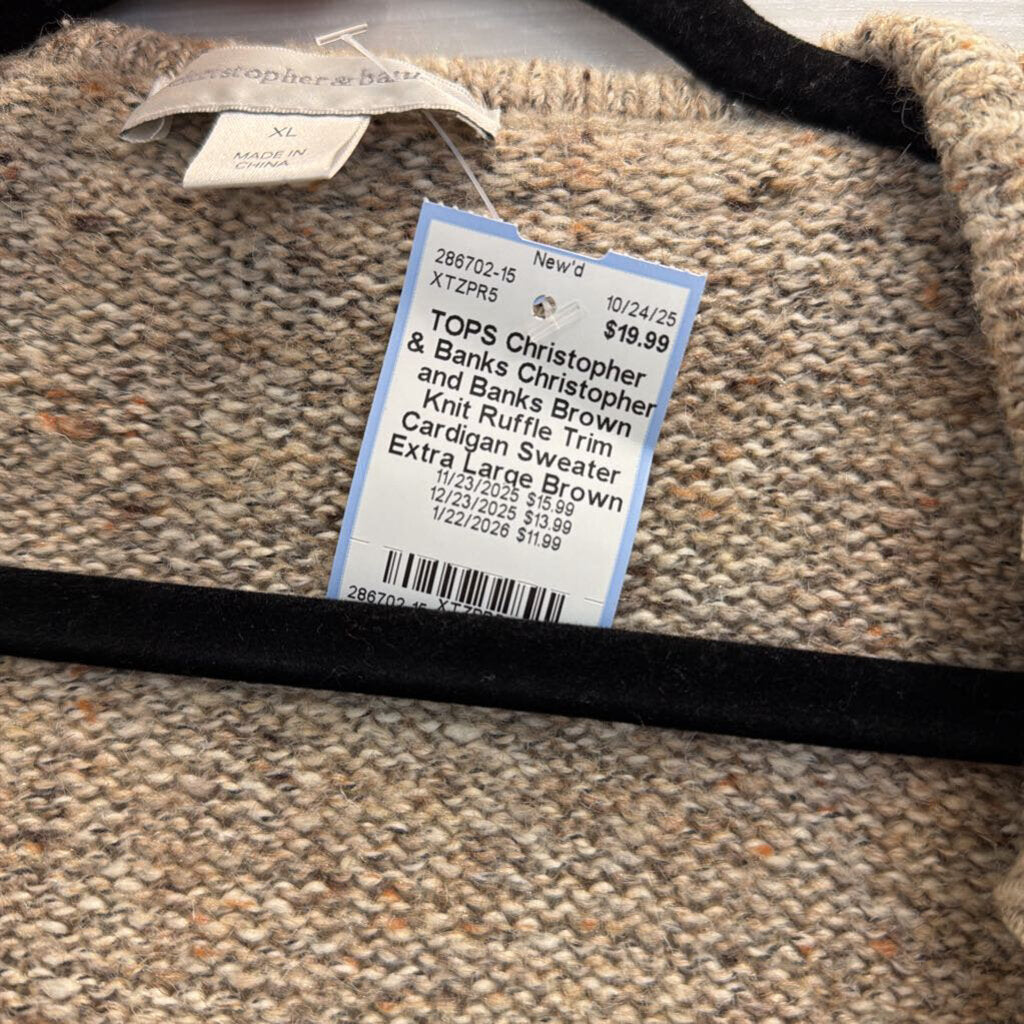 christopher & ban
XL
MADE IN
CHINA
New'd
286702-15
XTZPR5
10/24/25
$19.99
TOPS Christopher
& Banks Christopher
and Banks Brown
Knit Ruffle Trim
Cardigan Sweater
Extra Large Brown
11/23/2025 $15.99
12/23/2025 $13.99
1/22/2026 $11.99
286702-15